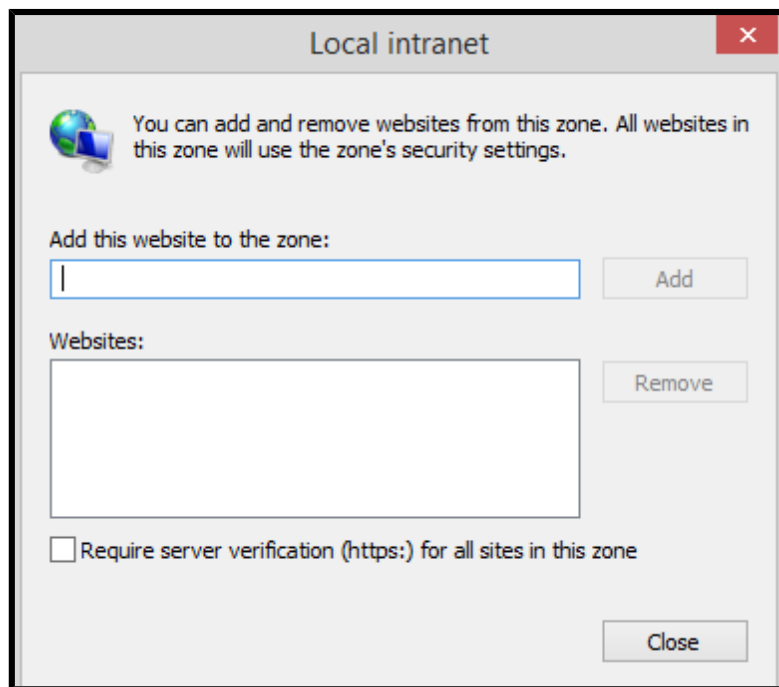 Local intranet
You can add and remove websites from this zone. All websites in
this zone will use the zone's security settings.
Add this website to the zone:
Add
Websites:
Remove
Require server verification (https:) for all sites in this zone
Close